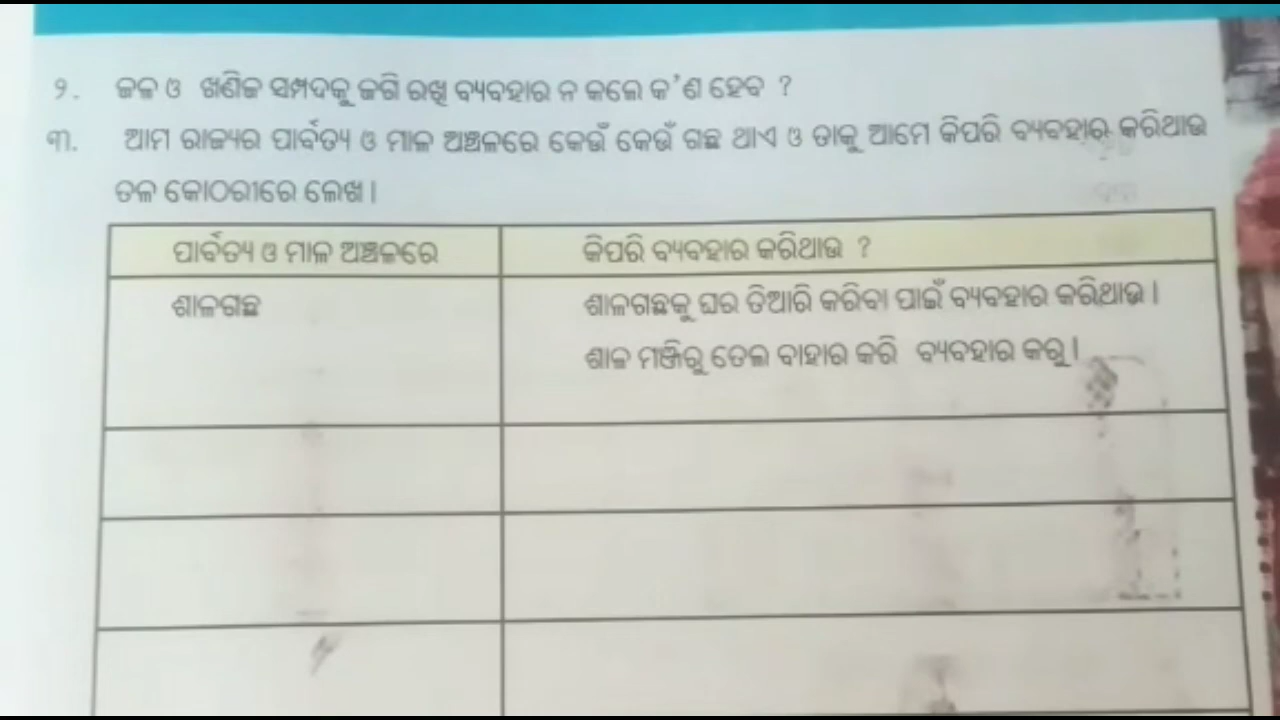 ୨. ଜଳ ଓ ଖଣିଜ ସମ୍ପଦକୁ ଜଗି ରଖି ବ୍ୟବହାର ନ କଲେ କ'ଣ ହେବ ?
୩. ଆମ ରାଜ୍ୟର ପାର୍ବତ୍ୟ ଓ ମାଳ ଅଞ୍ଚଳରେ କେଉଁ କେଉଁ ଗଛ ଥାଏ ଓ ତାକୁ ଆମେ କିପରି ବ୍ୟବହାର କରିଥାଉ
ତଳ କୋଠରୀରେ ଲେଖ।
ପାର୍ବତ୍ୟ ଓ ମାଳ ଅଞ୍ଚଳରେ କିପରି ବ୍ୟବହାର କରିଥାଉ ?
ଶାଳଗଛ ଶାଳଗଛକୁ ଘର ତିଆରି କରିବା ପାଇଁ ବ୍ୟବହାର କରିଥାଉ।
ଶାଳ ମଞ୍ଜିରୁ ତେଲ ବାହାର କରି ବ୍ୟବହାର କରୁ।